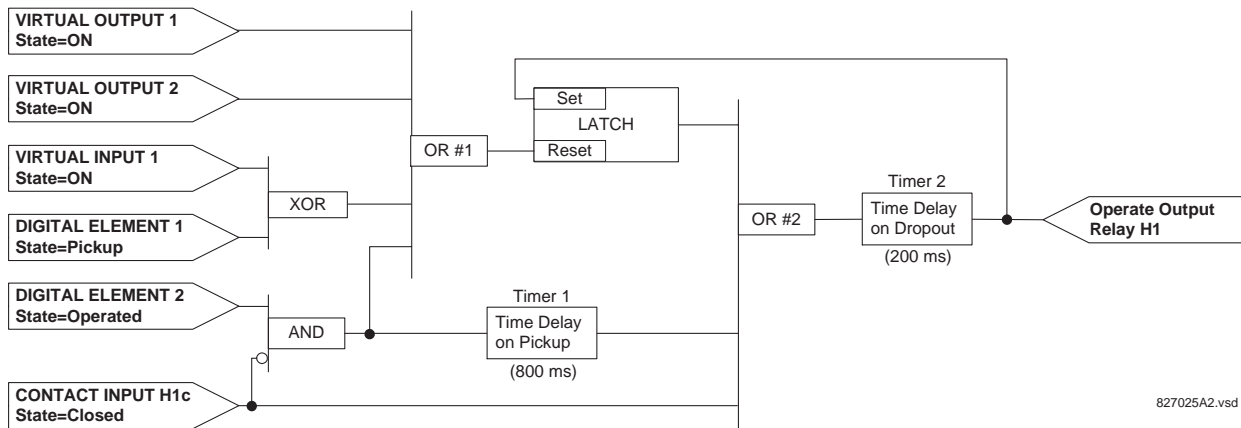 VIRTUAL OUTPUT 1
State=ON
VIRTUAL OUTPUT 2
State=ON
VIRTUAL INPUT 1
State=ON
DIGITAL ELEMENT 1
State=Pickup
DIGITAL ELEMENT 2
State=Operated
CONTACT INPUT H1c
State=Closed
XOR
AND
OR #1
Set
LATCH
Reset
Timer 1
Time Delay
on Pickup
(800 ms)
OR #2
Timer 2
Time Delay
on Dropout
(200 ms)
Operate Output
Relay H1
827025A2.vsd